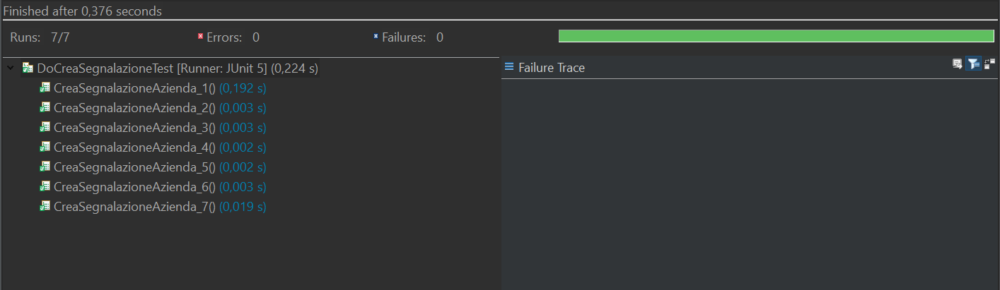 Finished after 0,376 seconds
Runs: 7/7 Errors: 0 Failures: 0
DoCreaSegnalazioneTest [Runner: JUnit 5] (0,224 s)
CreaSegnalazioneAzienda_1() (0,192 s)
CreaSegnalazioneAzienda_2() (0,003 s)
CreaSegnalazioneAzienda_3() (0,003 s)
CreaSegnalazioneAzienda_4() (0,002 s)
CreaSegnalazioneAzienda_5() (0,002 s)
CreaSegnalazioneAzienda_6() (0,003 s)
CreaSegnalazioneAzienda_7() (0,019 s)
Failure Trace